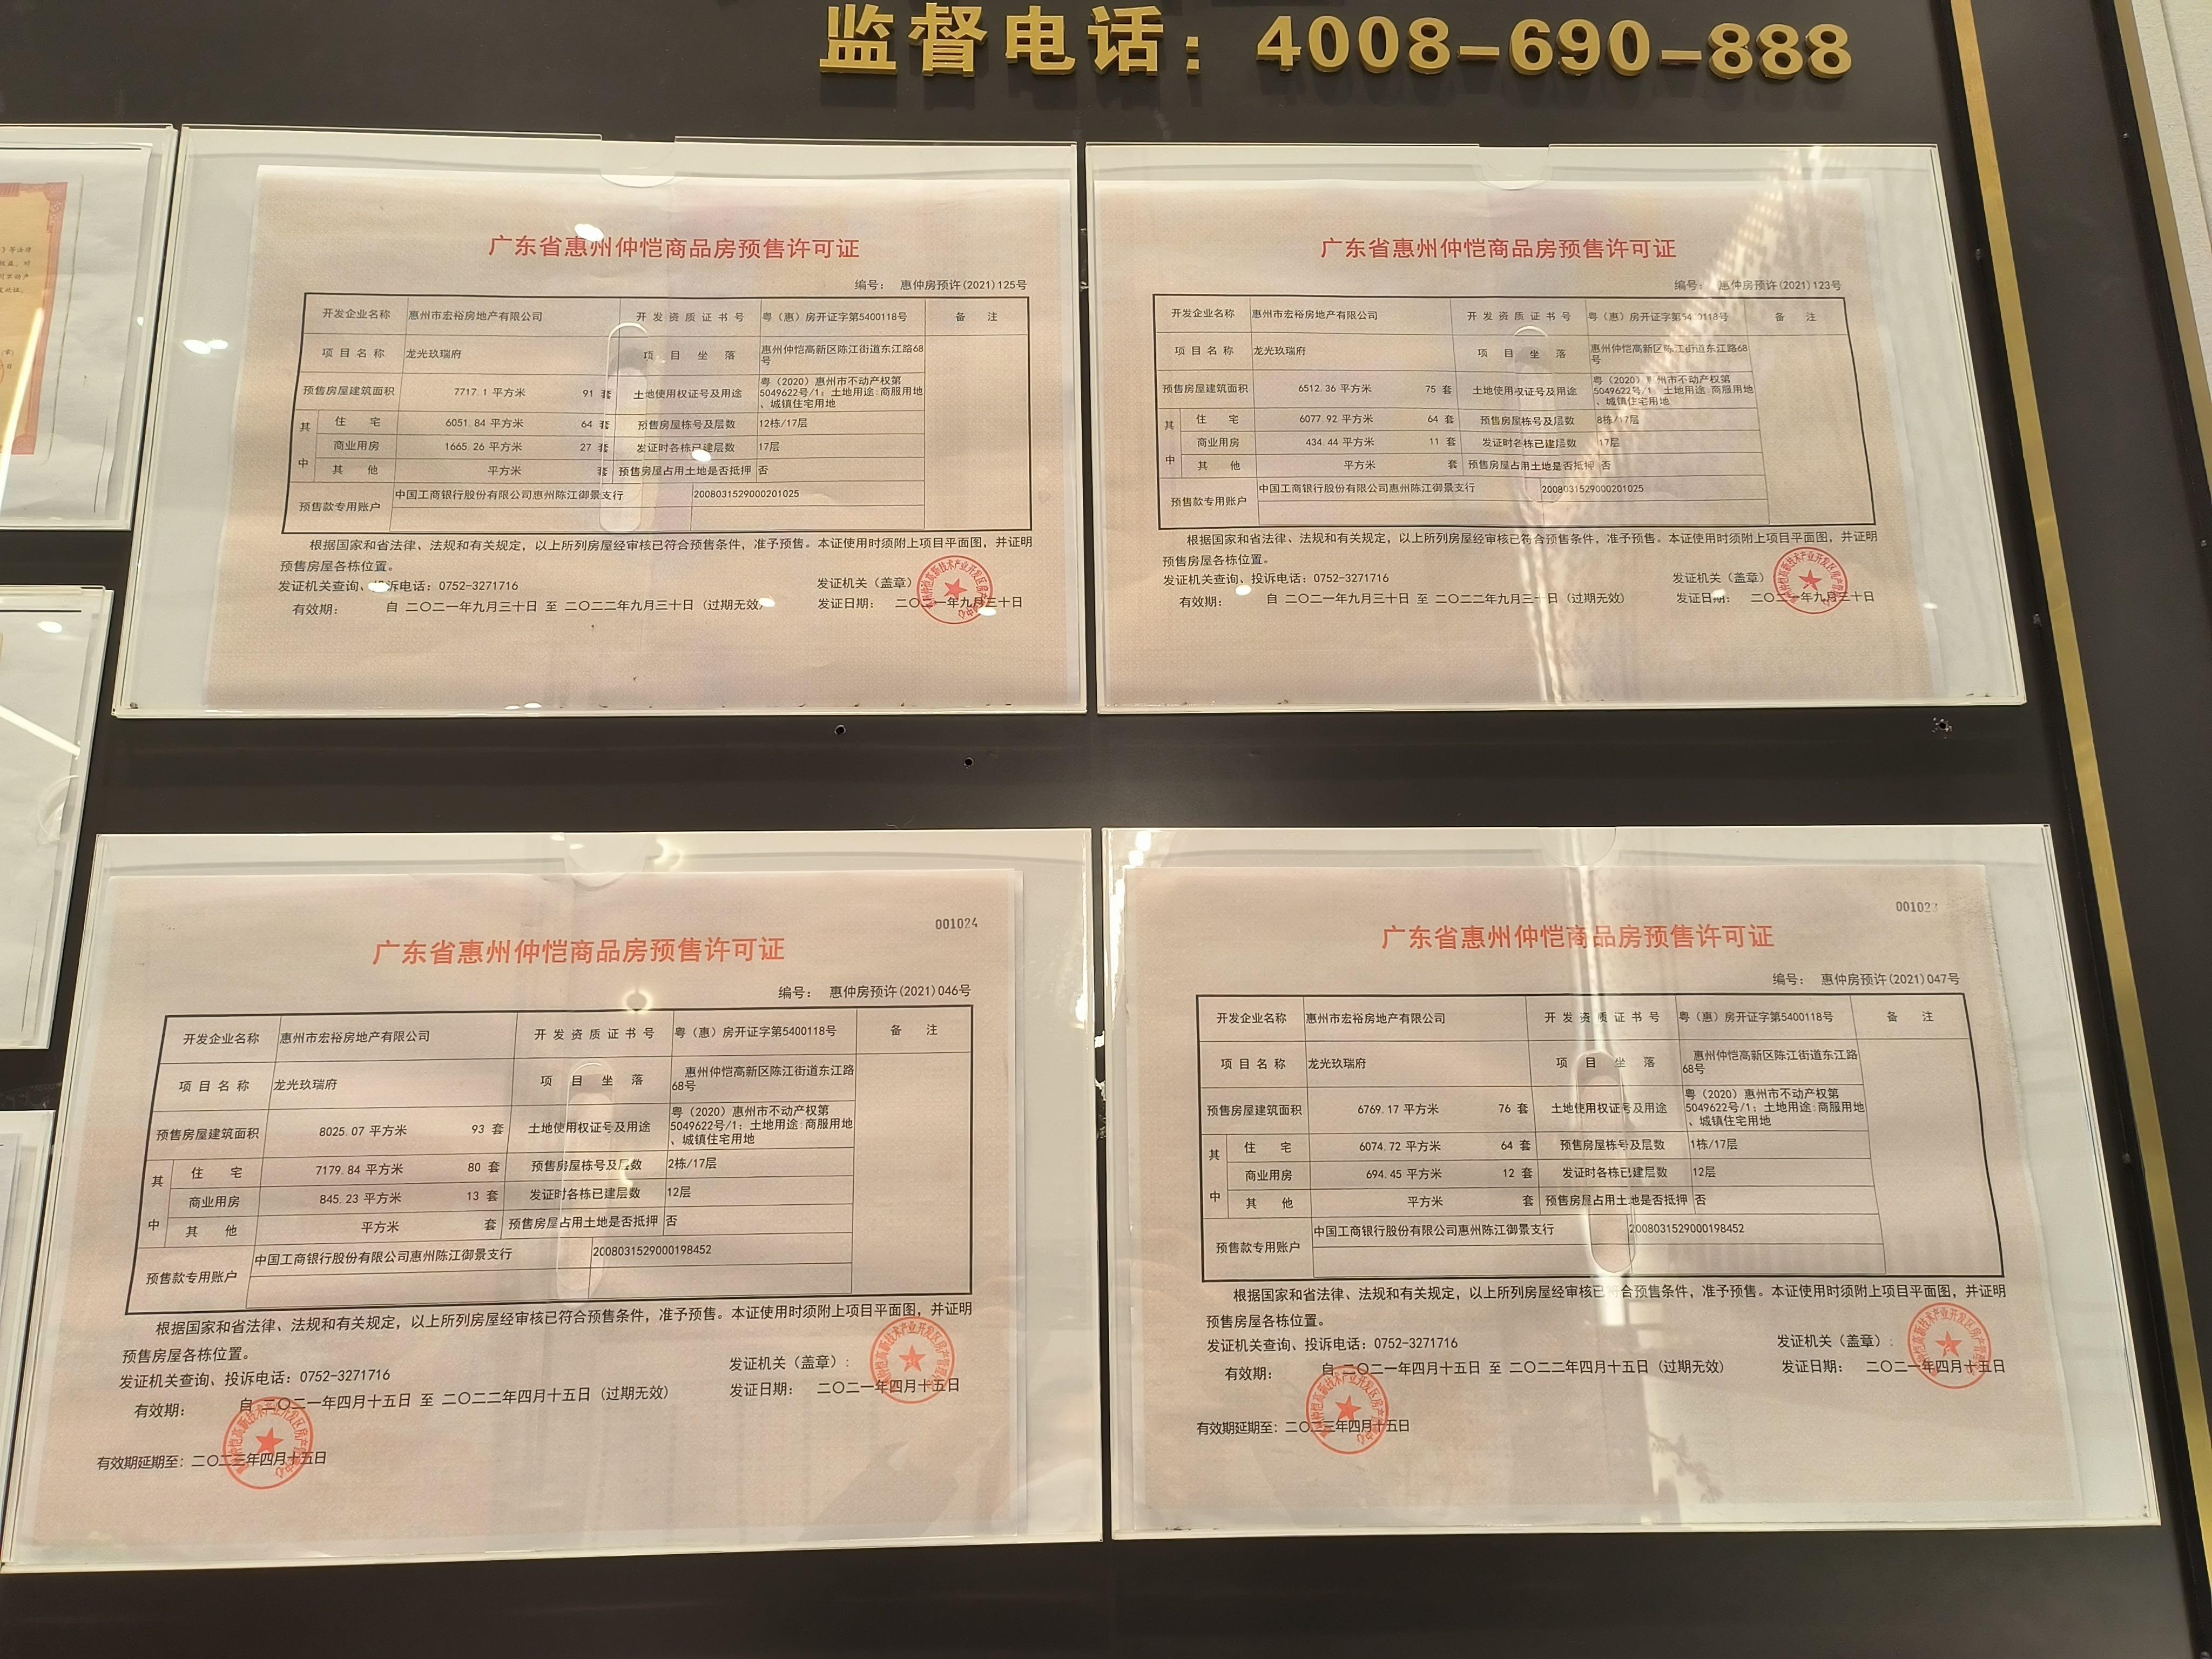 监督电话：4008-690-888
广东省惠州仲恺商品房预售许可证
编号： 惠仲房预许(2021)125号
开发企业名称 惠州市宏裕房地产有限公司 开发资质证书号 粤（惠）房开证字第5400118号 备 注
项目名称 龙光玖瑞府 项目坐落 惠州仲恺高新区陈江街道东江路68号
预售房屋建筑面积 7717.1 平方米 91 套 土地使用权证号及用途 粤（2020）惠州市不动产权第5049622号/1；土地用途:商服用地、城镇住宅用地
其中 住宅 6051.84 平方米 64 套 预售房屋栋号及层数 12栋/17层
商业用房 1665.26 平方米 27 套 发证时各栋已建层数 17层
其他 平方米 套 预售房屋占用土地是否抵押 否
预售款专用账户 中国工商银行股份有限公司惠州陈江御景支行 2008031529000201025
根据国家和省法律、法规和有关规定，以上所列房屋经审核已符合预售条件，准予预售。本证使用时须附上项目平面图，并证明
预售房屋各栋位置。
发证机关查询、投诉电话：0752-3271716 发证机关（盖章）
有效期： 自 二〇二一年九月三十日 至 二〇二二年九月三十日（过期无效） 发证日期： 二〇二一年九月三十日
广东省惠州仲恺商品房预售许可证
编号： 惠仲房预许(2021)123号
开发企业名称 惠州市宏裕房地产有限公司 开发资质证书号 粤（惠）房开证字第5400118号 备 注
项目名称 龙光玖瑞府 项目坐落 惠州仲恺高新区陈江街道东江路68号
预售房屋建筑面积 6512.36 平方米 75 套 土地使用权证号及用途 粤（2020）惠州市不动产权第5049622号/1；土地用途:商服用地、城镇住宅用地
其中 住宅 6077.92 平方米 64 套 预售房屋栋号及层数 8栋/17层
商业用房 434.44 平方米 11 套 发证时各栋已建层数 17层
其他 平方米 套 预售房屋占用土地是否抵押 否
预售款专用账户 中国工商银行股份有限公司惠州陈江御景支行 2008031529000201025
根据国家和省法律、法规和有关规定，以上所列房屋经审核已符合预售条件，准予预售。本证使用时须附上项目平面图，并证明
预售房屋各栋位置。
发证机关查询、投诉电话：0752-3271716 发证机关（盖章）
有效期： 自 二〇二一年九月三十日 至 二〇二二年九月三十日（过期无效） 发证日期： 二〇二一年九月三十日
001024
广东省惠州仲恺商品房预售许可证
编号： 惠仲房预许(2021)046号
开发企业名称 惠州市宏裕房地产有限公司 开发资质证书号 粤（惠）房开证字第5400118号 备 注
项目名称 龙光玖瑞府 项目坐落 惠州仲恺高新区陈江街道东江路68号
预售房屋建筑面积 8025.07 平方米 93 套 土地使用权证号及用途 粤（2020）惠州市不动产权第5049622号/1；土地用途:商服用地、城镇住宅用地
其中 住宅 7179.84 平方米 80 套 预售房屋栋号及层数 2栋/17层
商业用房 845.23 平方米 13 套 发证时各栋已建层数 12层
其他 平方米 套 预售房屋占用土地是否抵押 否
预售款专用账户 中国工商银行股份有限公司惠州陈江御景支行 2008031529000198452
根据国家和省法律、法规和有关规定，以上所列房屋经审核已符合预售条件，准予预售。本证使用时须附上项目平面图，并证明
预售房屋各栋位置。
发证机关查询、投诉电话：0752-3271716 发证机关（盖章）：
有效期： 自 二〇二一年四月十五日 至 二〇二二年四月十五日（过期无效） 发证日期： 二〇二一年四月十五日
有效期延期至：二〇二三年四月十五日
001023
广东省惠州仲恺商品房预售许可证
编号： 惠仲房预许(2021)047号
开发企业名称 惠州市宏裕房地产有限公司 开发资质证书号 粤（惠）房开证字第5400118号 备 注
项目名称 龙光玖瑞府 项目坐落 惠州仲恺高新区陈江街道东江路68号
预售房屋建筑面积 6769.17 平方米 76 套 土地使用权证号及用途 粤（2020）惠州市不动产权第5049622号/1；土地用途:商服用地、城镇住宅用地
其中 住宅 6074.72 平方米 64 套 预售房屋栋号及层数 1栋/17层
商业用房 694.45 平方米 12 套 发证时各栋已建层数 12层
其他 平方米 套 预售房屋占用土地是否抵押 否
预售款专用账户 中国工商银行股份有限公司惠州陈江御景支行 2008031529000198452
根据国家和省法律、法规和有关规定，以上所列房屋经审核已符合预售条件，准予预售。本证使用时须附上项目平面图，并证明
预售房屋各栋位置。
发证机关查询、投诉电话：0752-3271716 发证机关（盖章）：
有效期： 自 二〇二一年四月十五日 至 二〇二二年四月十五日（过期无效） 发证日期： 二〇二一年四月十五日
有效期延期至：二〇二三年四月十五日